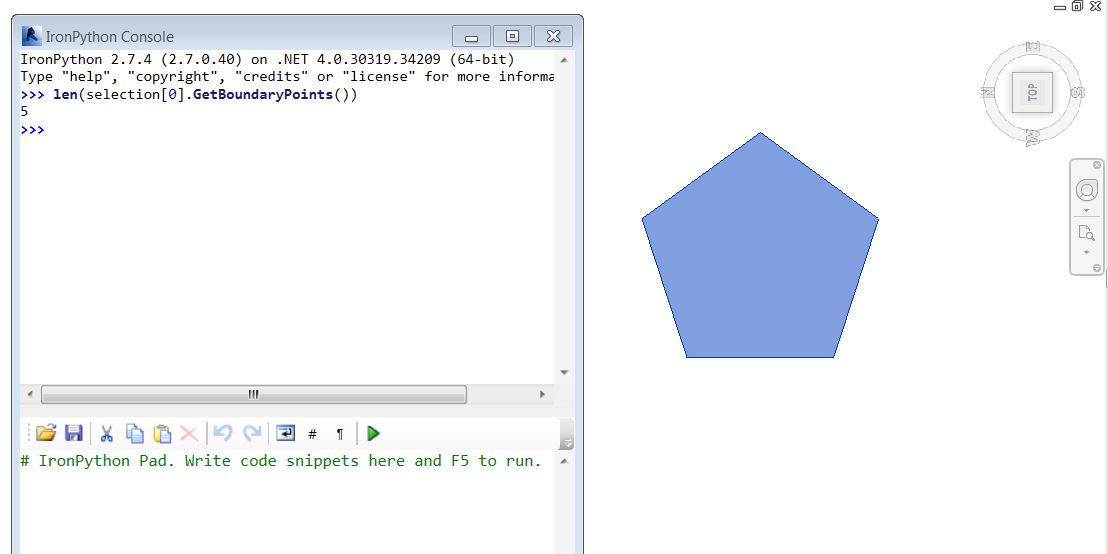 IronPython Console
IronPython 2.7.4 (2.7.0.40) on .NET 4.0.30319.34209 (64-bit)
Type "help", "copyright", "credits" or "license" for more informa
>>> len(selection[0].GetBoundaryPoints())
5
>>>
# ¶
# IronPython Pad. Write code snippets here and F5 to run.
E
N
TOP
S
W